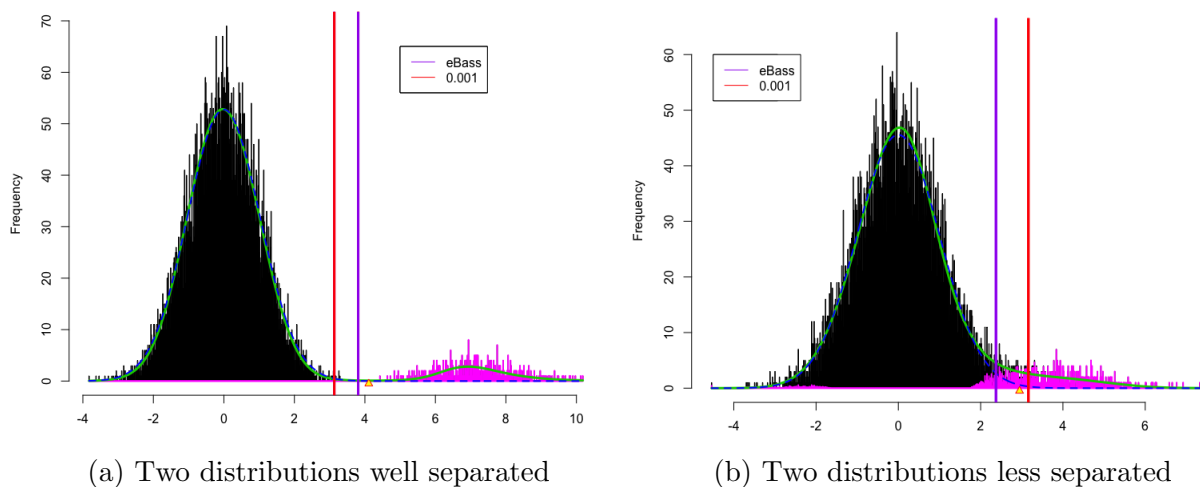 70
60
50
40
30
20
10
0
Frequency
eBass
0.001
-4 -2 0 2 4 6 8 10
(a) Two distributions well separated
60
50
40
30
20
10
0
Frequency
eBass
0.001
-4 -2 0 2 4 6
(b) Two distributions less separated